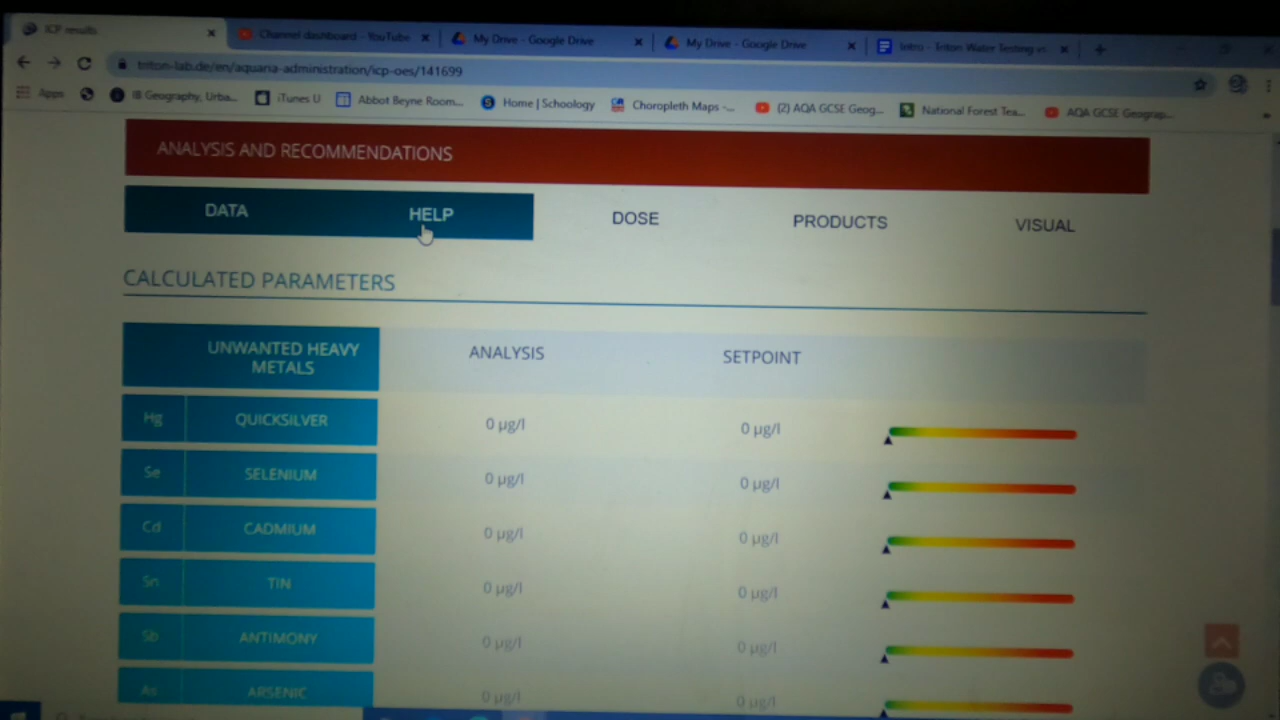 ICP results
Channel dashboard - YouTube
My Drive - Google Drive
My Drive - Google Drive
Intro - Triton Water Testing vi
triton-lab.de/en/aquaria-administration/icp-oes/141699
Apps
IB Geography, Urba...
iTunes U
Abbot Beyne Room...
Home | Schoology
Choropleth Maps -...
(2) AQA GCSE Geog...
National Forest Tea...
AQA GCSE Geograp...
ANALYSIS AND RECOMMENDATIONS
DATA
HELP
DOSE
PRODUCTS
VISUAL
CALCULATED PARAMETERS
UNWANTED HEAVY
METALS
ANALYSIS
SETPOINT
Hg QUICKSILVER 0 µg/l 0 µg/l
Se SELENIUM 0 µg/l 0 µg/l
Cd CADMIUM 0 µg/l 0 µg/l
Sn TIN 0 µg/l 0 µg/l
Sb ANTIMONY 0 µg/l 0 µg/l
As ARSENIC 0 µg/l 0 µg/l